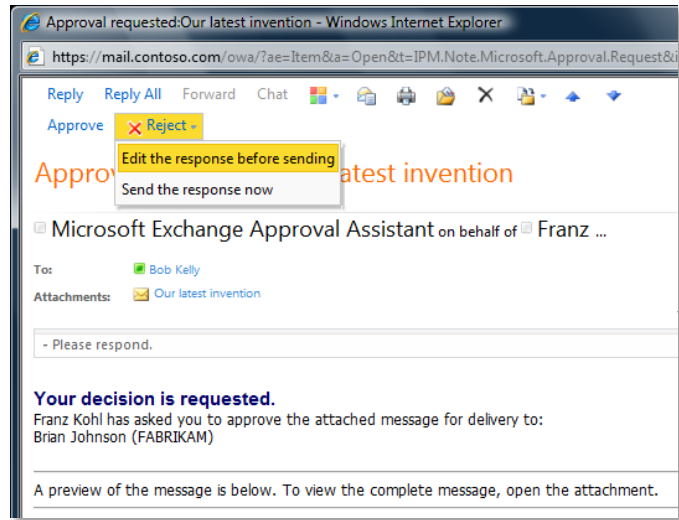 Approval requested:Our latest invention - Windows Internet Explorer
https://mail.contoso.com/owa/?ae=Item&a=Open&t=IPM.Note.Microsoft.Approval.Request&i
Reply Reply All Forward Chat
Approve Reject
Edit the response before sending
Send the response now
Appro latest invention
Microsoft Exchange Approval Assistant on behalf of Franz ...
To: Bob Kelly
Attachments: Our latest invention
- Please respond.
Your decision is requested.
Franz Kohl has asked you to approve the attached message for delivery to:
Brian Johnson (FABRIKAM)
A preview of the message is below. To view the complete message, open the attachment.